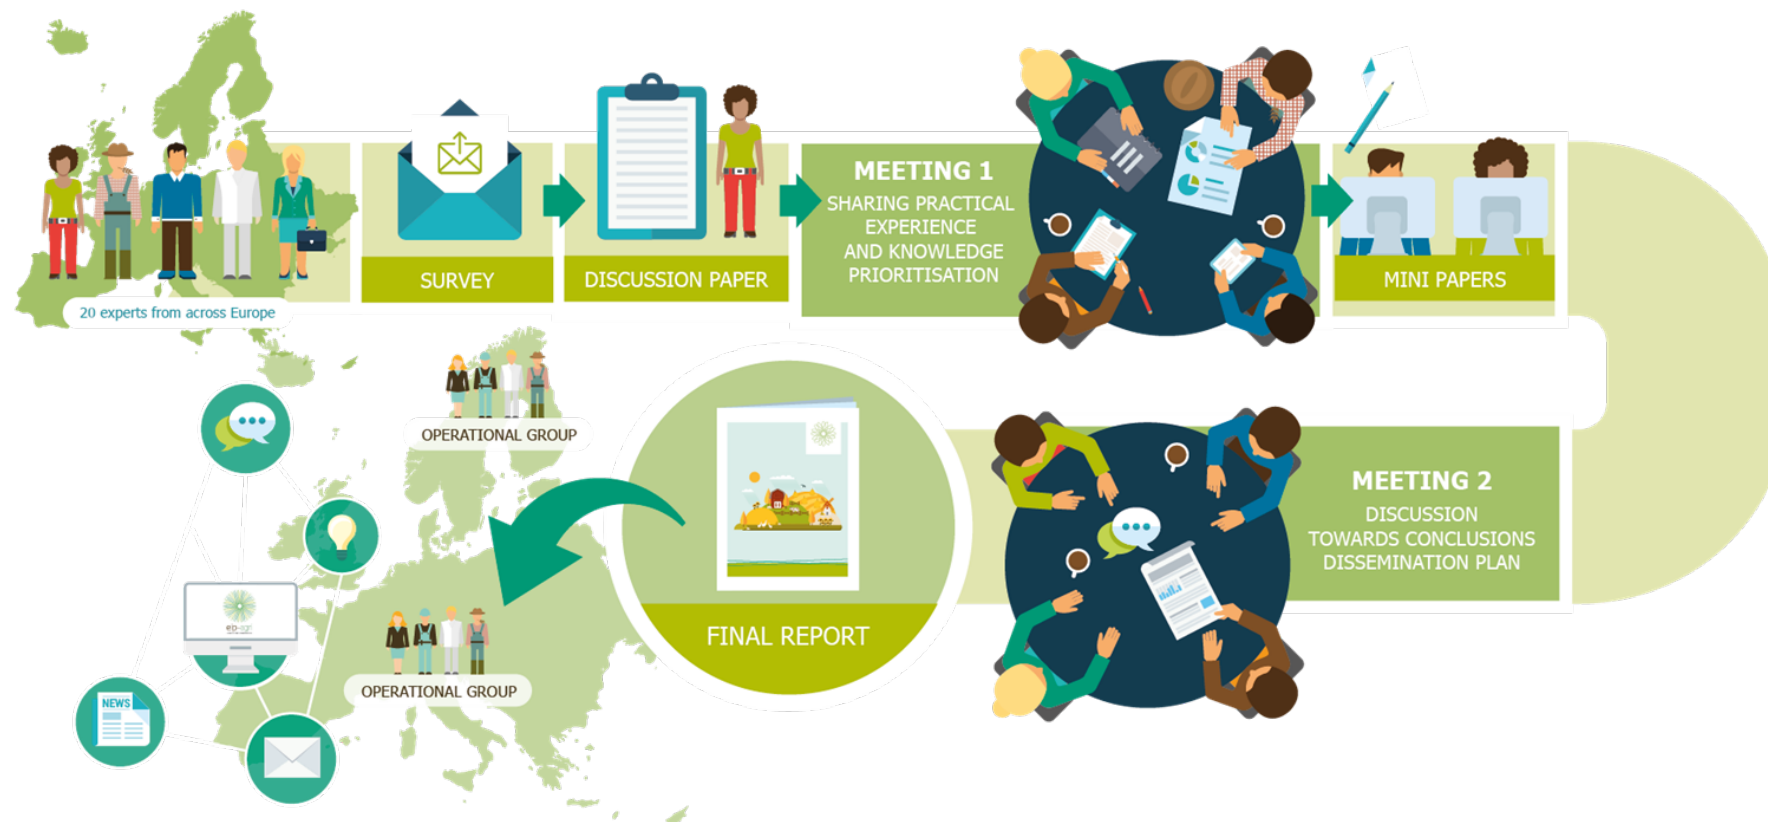 20 experts from across Europe
SURVEY
DISCUSSION PAPER
MEETING 1
SHARING PRACTICAL
EXPERIENCE
AND KNOWLEDGE
PRIORITISATION
MINI PAPERS
MEETING 2
DISCUSSION
TOWARDS CONCLUSIONS
DISSEMINATION PLAN
FINAL REPORT
OPERATIONAL GROUP
OPERATIONAL GROUP
NEWS